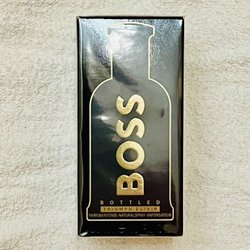 BOSS
BOTTLED
TRIUMPH ELIXIR
PARFUM INTENSE NATURAL SPRAY VAPORISATEUR